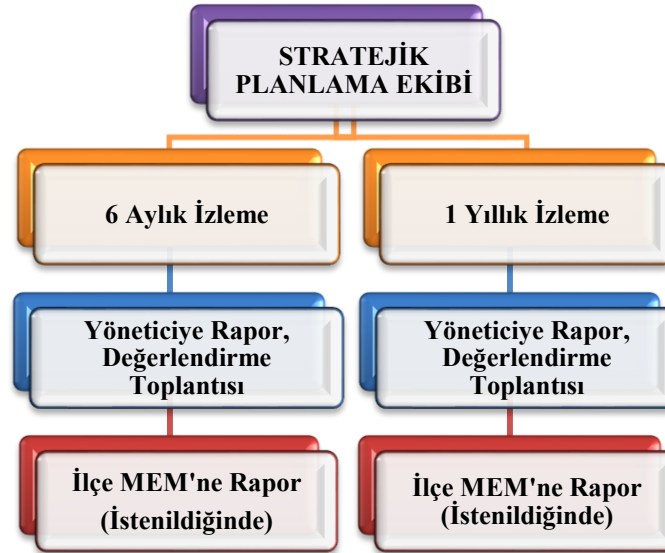 STRATEJİK
PLANLAMA EKİBİ
6 Aylık İzleme
1 Yıllık İzleme
Yöneticiye Rapor,
Değerlendirme
Toplantısı
Yöneticiye Rapor,
Değerlendirme
Toplantısı
İlçe MEM'ne Rapor
(İstenildiğinde)
İlçe MEM'ne Rapor
(İstenildiğinde)